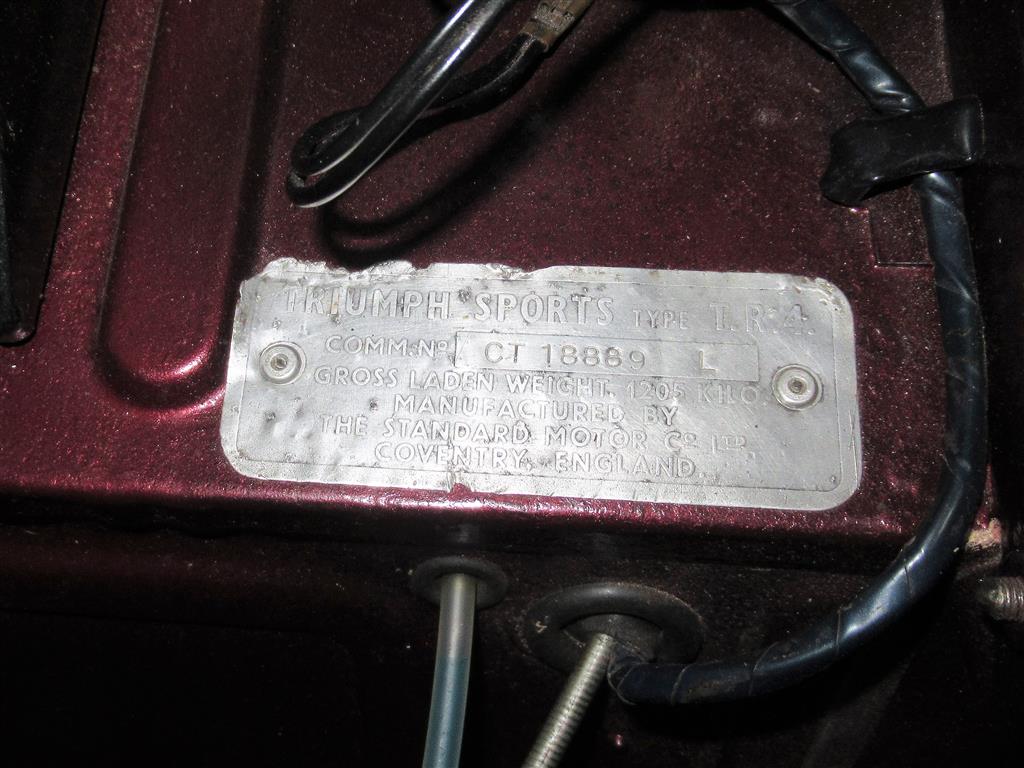 TRIUMPH SPORTS TYPE T.R.4.
COMM. No. CT 18889 L
GROSS LADEN WEIGHT. 1205 KILO.
MANUFACTURED BY
THE STANDARD MOTOR Co. LTD.
COVENTRY, ENGLAND.